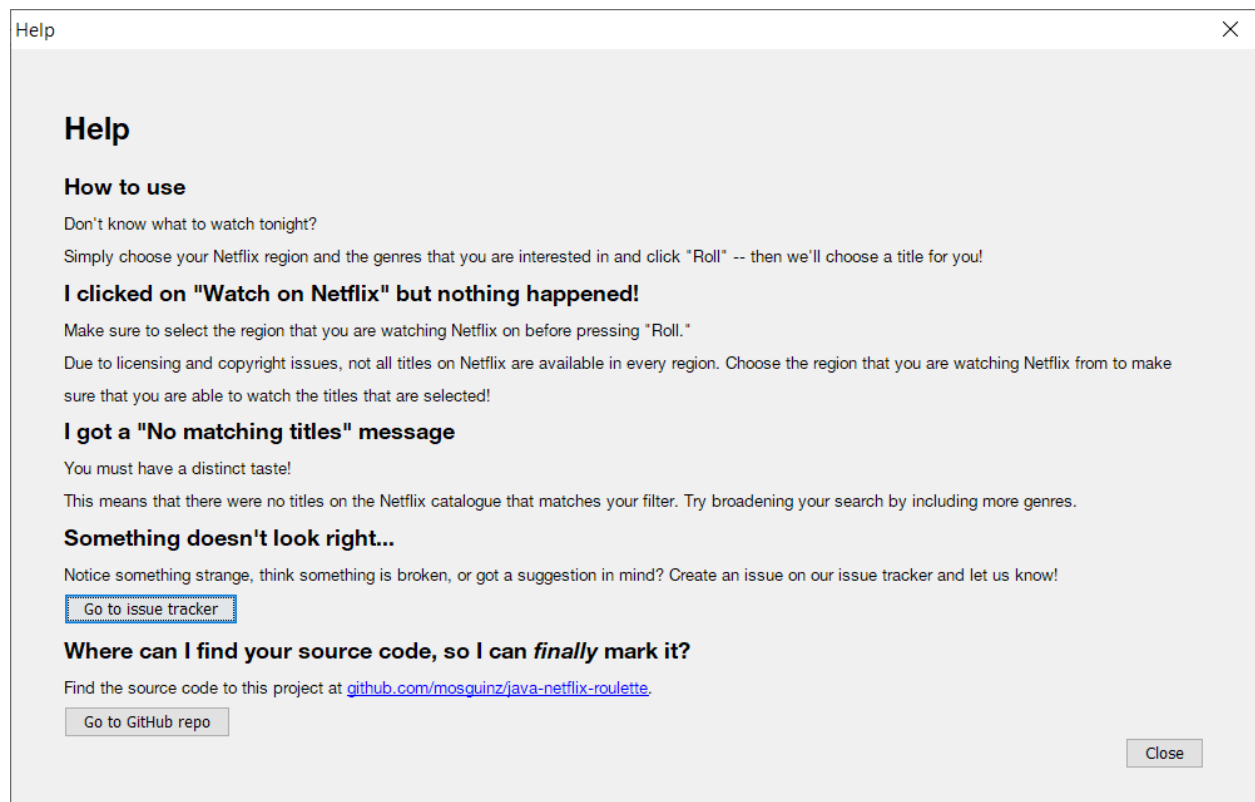 Help
Help
How to use
Don't know what to watch tonight?
Simply choose your Netflix region and the genres that you are interested in and click "Roll" -- then we'll choose a title for you!
I clicked on "Watch on Netflix" but nothing happened!
Make sure to select the region that you are watching Netflix on before pressing "Roll."
Due to licensing and copyright issues, not all titles on Netflix are available in every region. Choose the region that you are watching Netflix from to make
sure that you are able to watch the titles that are selected!
I got a "No matching titles" message
You must have a distinct taste!
This means that there were no titles on the Netflix catalogue that matches your filter. Try broadening your search by including more genres.
Something doesn't look right...
Notice something strange, think something is broken, or got a suggestion in mind? Create an issue on our issue tracker and let us know!
Go to issue tracker
Where can I find your source code, so I can finally mark it?
Find the source code to this project at github.com/mosguinz/java-netflix-roulette.
Go to GitHub repo
Close